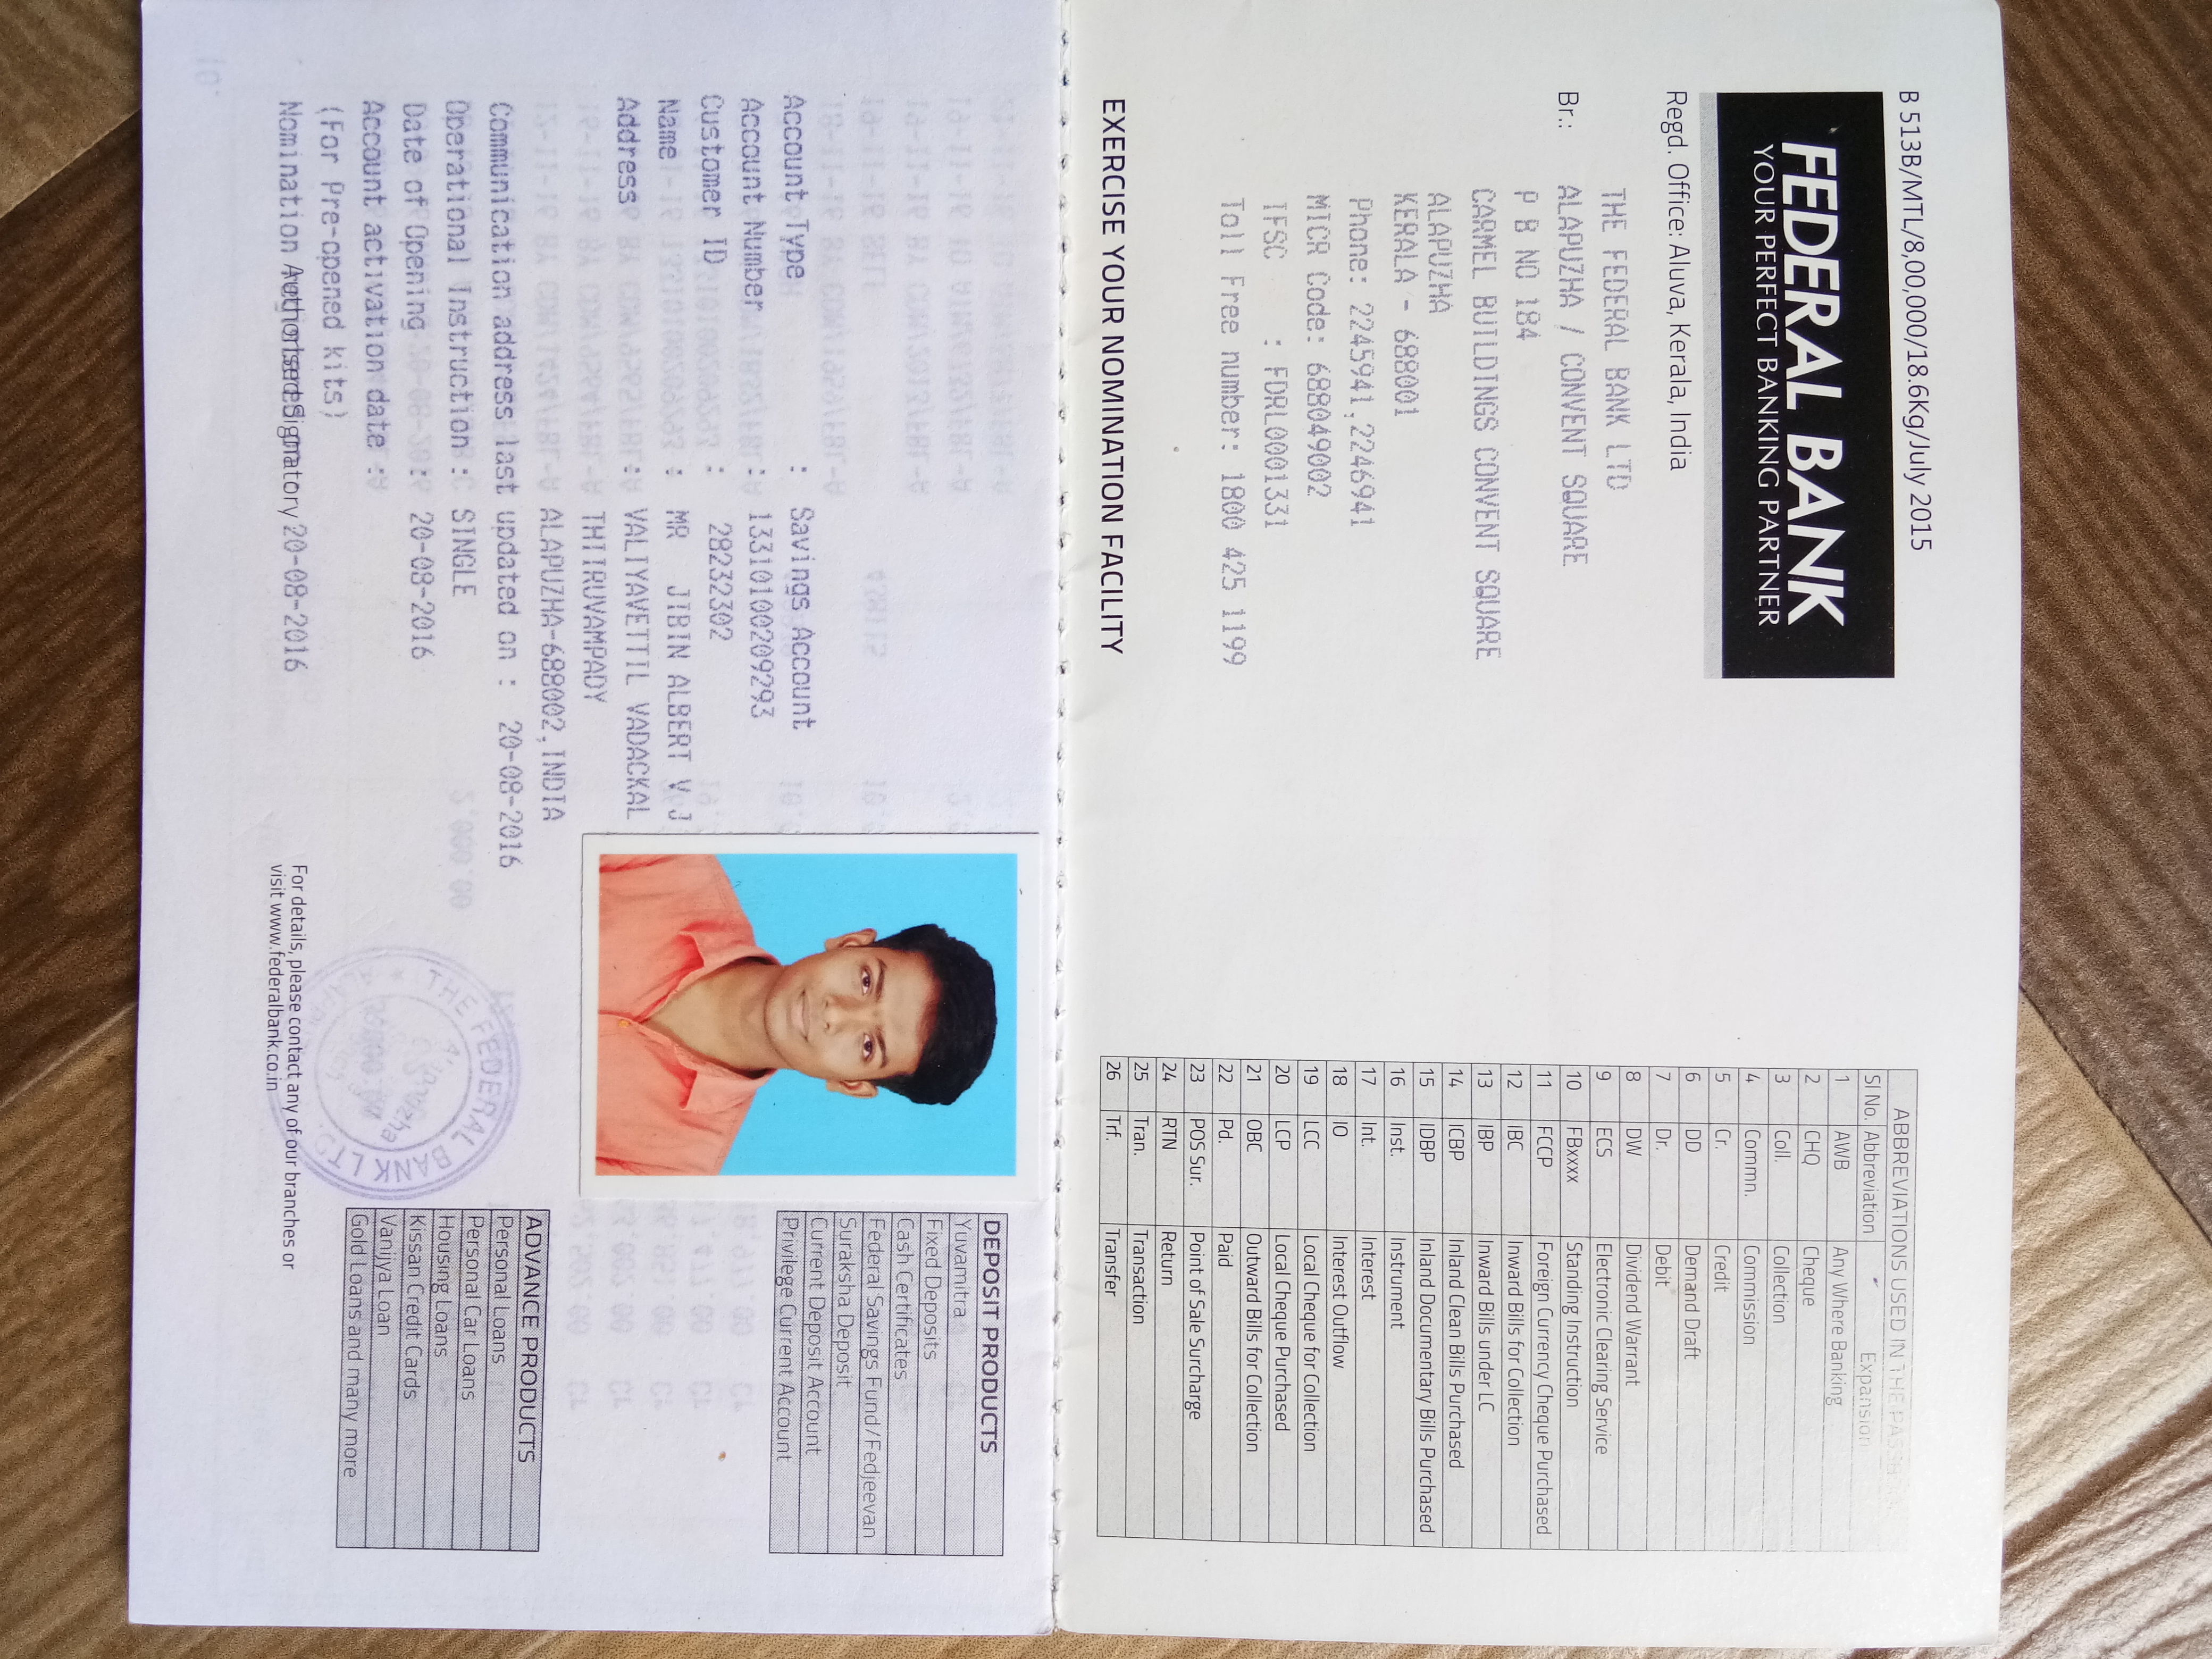 B 513B/MTL/8,00,000/18.6Kg/July 2015
FEDERAL BANK
YOUR PERFECT BANKING PARTNER
Regd. Office: Aluva, Kerala, India
THE FEDERAL BANK LTD
Br.: ALAPUZHA / CONVENT SQUARE
P B NO 184
CARMEL BUILDINGS CONVENT SQUARE
ALAPUZHA
KERALA - 688001
Phone: 2245941,2246941
MICR Code: 688049002
IFSC : FDRL0001331
Toll Free number: 1800 425 1199
EXERCISE YOUR NOMINATION FACILITY
ABBREVIATIONS USED IN THE
Sl No. Abbreviation Expansion
1 AWB Any Where Banking
2 CHQ Cheque
3 Coll. Collection
4 Commn. Commission
5 Cr. Credit
6 DD Demand Draft
7 Dr. Debit
8 DW Dividend Warrant
9 ECS Electronic Clearing Service
10 FBxxxx Standing Instruction
11 FCCP Foreign Currency Cheque Purchased
12 IBC Inward Bills for Collection
13 IBP Inward Bills under LC
14 ICBP Inland Clean Bills Purchased
15 IDBP Inland Documentary Bills Purchased
16 Inst. Instrument
17 Int. Interest
18 IO Interest Outflow
19 LCC Local Cheque for Collection
20 LCP Local Cheque Purchased
21 OBC Outward Bills for Collection
22 Pd. Paid
23 POS Sur. Point of Sale Surcharge
24 RTN Return
25 Tran. Transaction
26 Trf. Transfer
Account Type : Savings Account
Account Number : 13310100209293
Customer ID : 28232302
Name : MR JIBIN ALBERT V J
Address : VALIYAVETTIL VADACKAL
THIIRUVAMPADY
ALAPUZHA-688002,INDIA
Communication address last updated on : 20-08-2016
Operational Instruction : SINGLE
Date of Opening : 20-08-2016
Account activation date :
(For Pre-opened kits)
Nomination 20-08-2016
Authorised Signatory
DEPOSIT PRODUCTS
Yuvamitra
Fixed Deposits
Cash Certificates
Federal Savings Fund/Fedjeevan
Suraksha Deposit
Current Deposit Account
Privilege Current Account
ADVANCE PRODUCTS
Personal Loans
Personal Car Loans
Housing Loans
Kissan Credit Cards
Vanijya Loan
Gold Loans and many more
THE FEDERAL BANK LTD.
Alappuzha
For details, please contact any of our branches or
visit www.federalbank.co.in